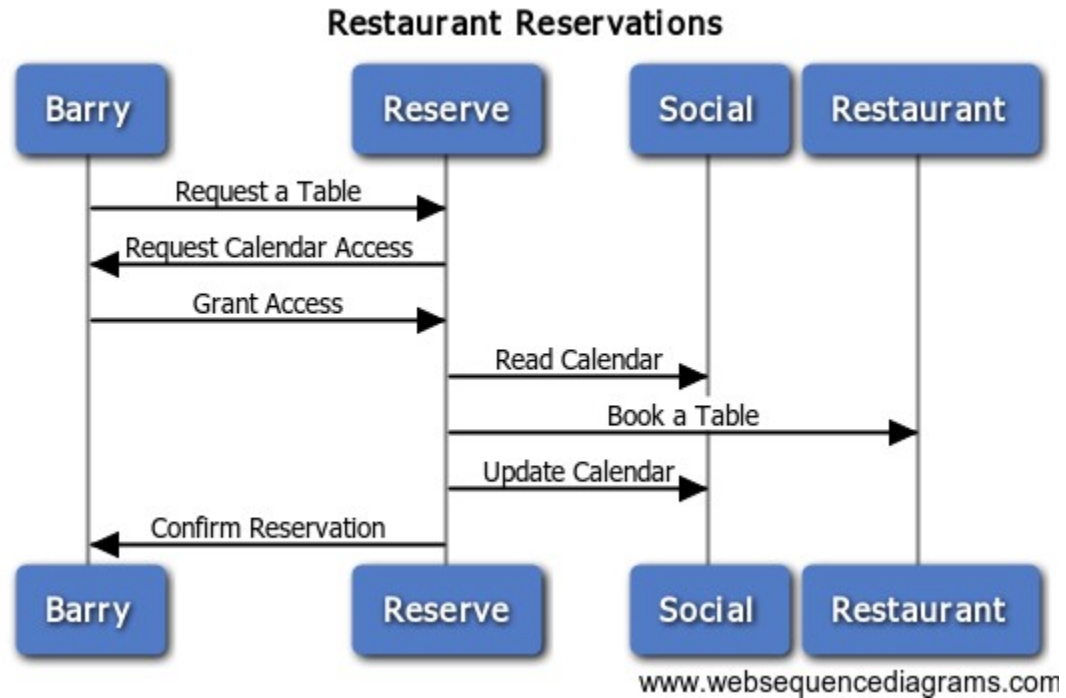 Restaurant Reservations
Barry Reserve Social Restaurant
Request a Table
Request Calendar Access
Grant Access
Read Calendar
Book a Table
Update Calendar
Confirm Reservation
Barry Reserve Social Restaurant
www.websequencediagrams.com